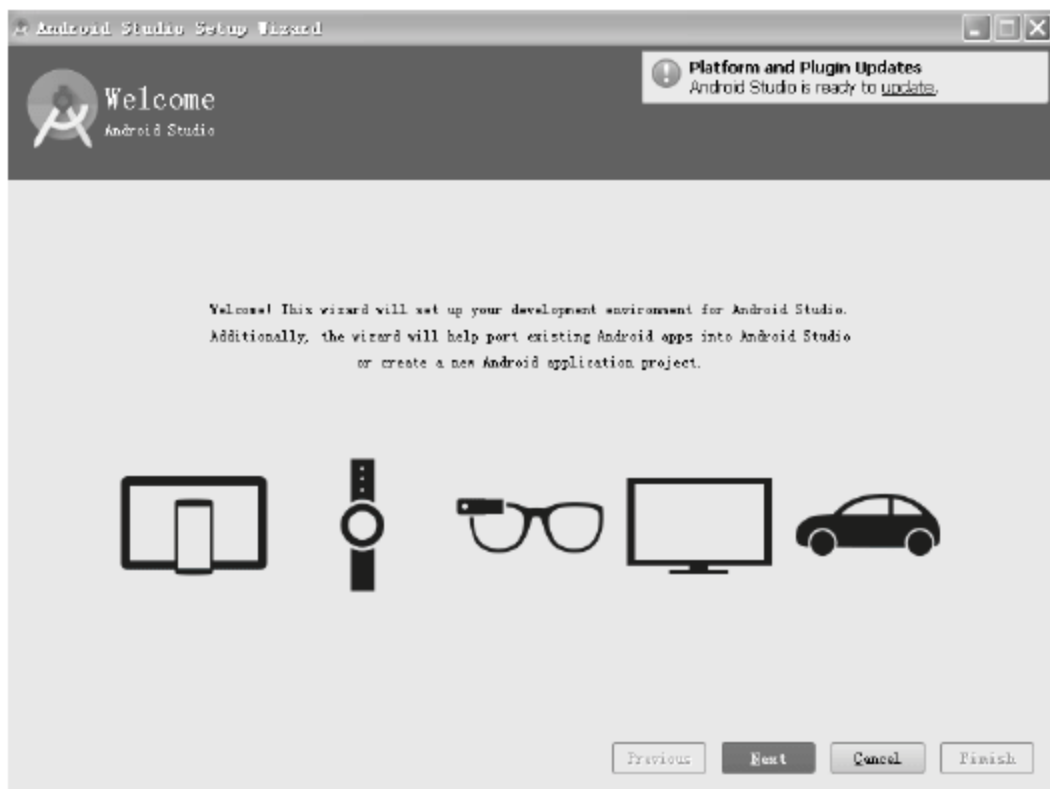 Android Studio Setup Wizard
Platform and Plugin Updates
Android Studio is ready to update.
Welcome
Android Studio
Welcome! This wizard will set up your development environment for Android Studio.
Additionally, the wizard will help port existing Android apps into Android Studio
or create a new Android application project.
Previous
Next
Cancel
Finish